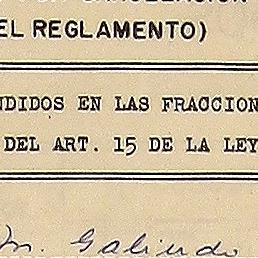 EL REGLAMENTO)
NDIDOS EN LAS FRACCION
DEL ART. 15 DE LA LEY
M. Galindo